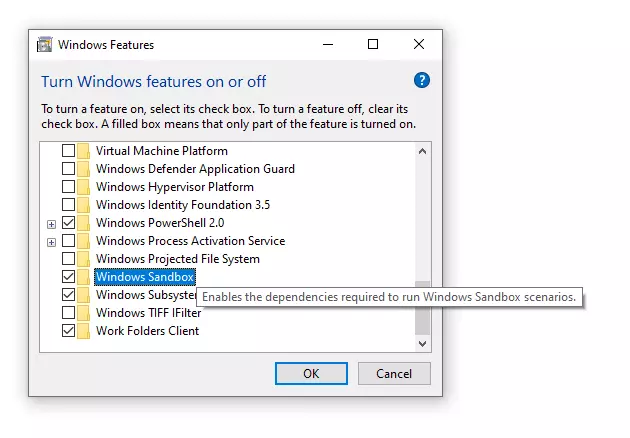 Windows Features
Turn Windows features on or off
?
To turn a feature on, select its check box. To turn a feature off, clear its
check box. A filled box means that only part of the feature is turned on.
Virtual Machine Platform
Windows Defender Application Guard
Windows Hypervisor Platform
Windows Identity Foundation 3.5
Windows PowerShell 2.0
Windows Process Activation Service
Windows Projected File System
Windows Sandbox
Windows Subsyste
Enables the dependencies required to run Windows Sandbox scenarios.
Windows TIFF IFilter
Work Folders Client
OK
Cancel